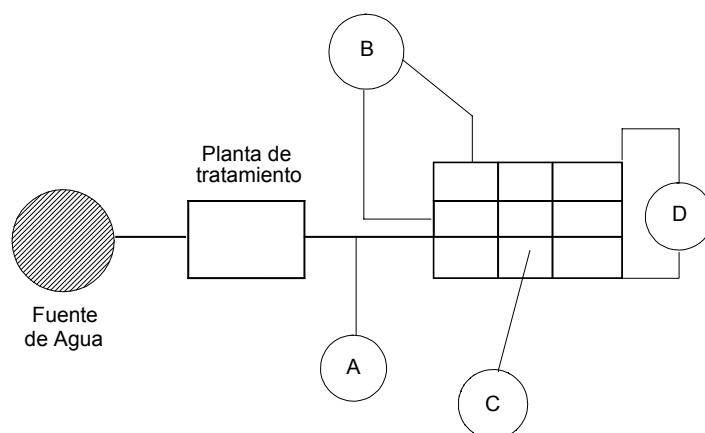 B
Planta de
tratamiento
D
Fuente
de Agua
A
C